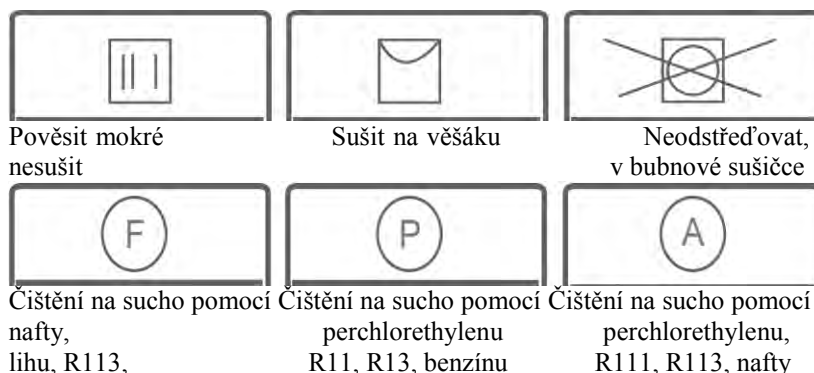 Pověsit mokré Sušit na věšáku Neodstřeďovat,
nesušit v bubnové sušičce
F P A
Čištění na sucho pomocí Čištění na sucho pomocí Čištění na sucho pomocí
nafty, perchlorethylenu perchlorethylenu,
lihu, R113, R11, R13, benzínu R111, R113, nafty